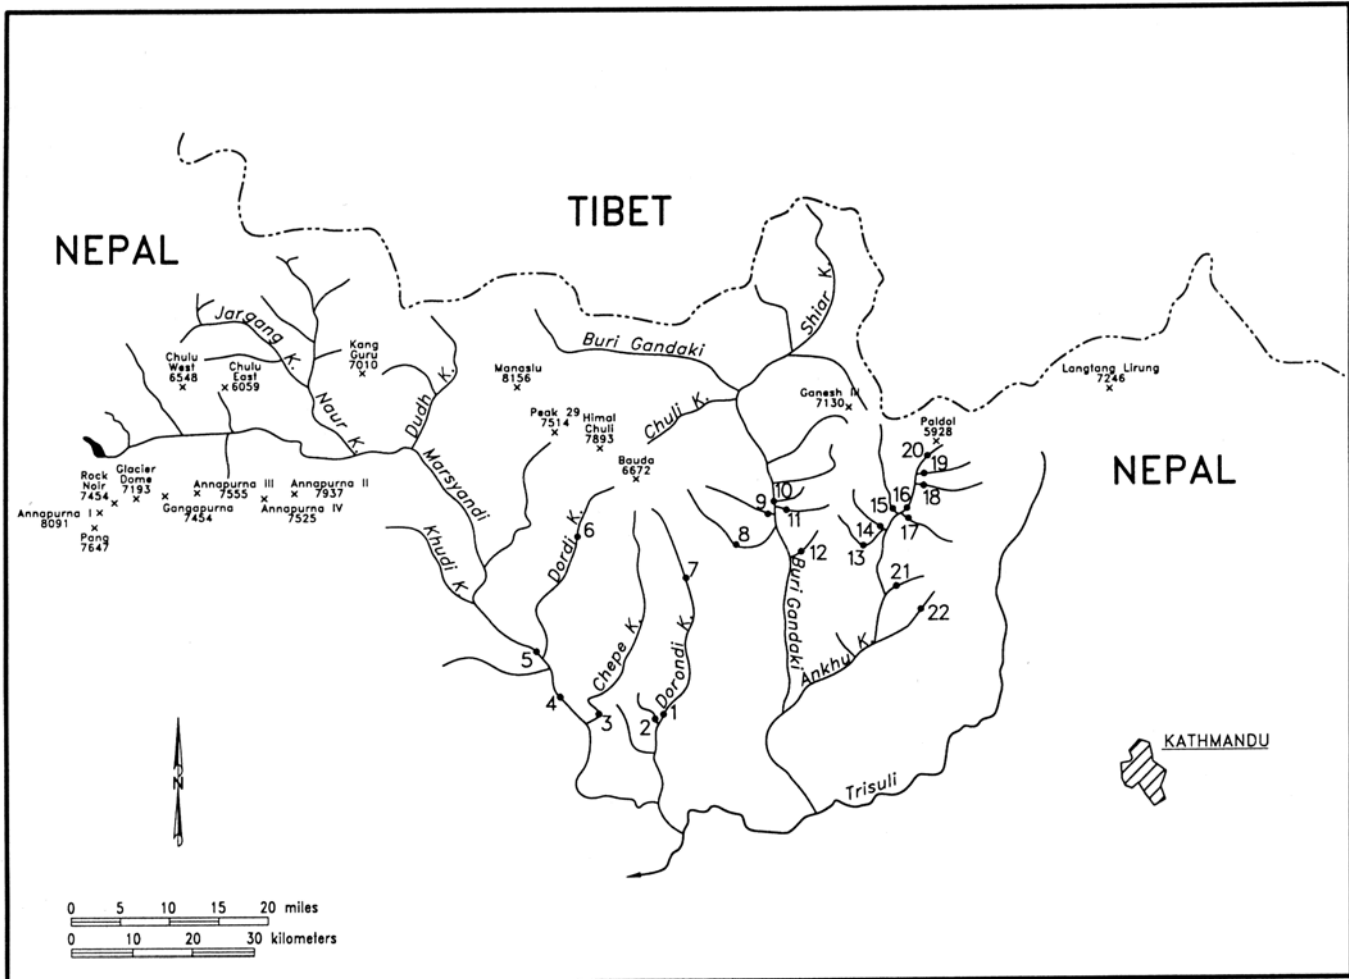 TIBET
NEPAL
Jargang K.
Shiar K.
Buri Gandaki
Kang
Guru
7010
Chulu
West
6548
Chulu
East
6059
Naur K.
Dudh K.
Manaslu
8156
Peak 29
7514
Himal
Chuli
7893
Chuli K.
Ganesh III
7130
Langtang Lirung
7246
Paldol
5928
Bauda
6672
NEPAL
Rock
Noir
7454
Glacier
Dome
7193
Annapurna III
7555
Annapurna II
7937
Annapurna I
8091
Gangapurna
7454
Annapurna IV
7525
Pang
7647
Marsyandi
Khudi K.
Dordi K.
6
7
8
9
10
11
12
13
14
15
16
17
18
19
20
21
22
Buri Gandaki
Ankhu K.
Chepe K.
Dorondi K.
5
4
3
2
1
KATHMANDU
Trisuli
N
0 5 10 15 20 miles
0 10 20 30 kilometers